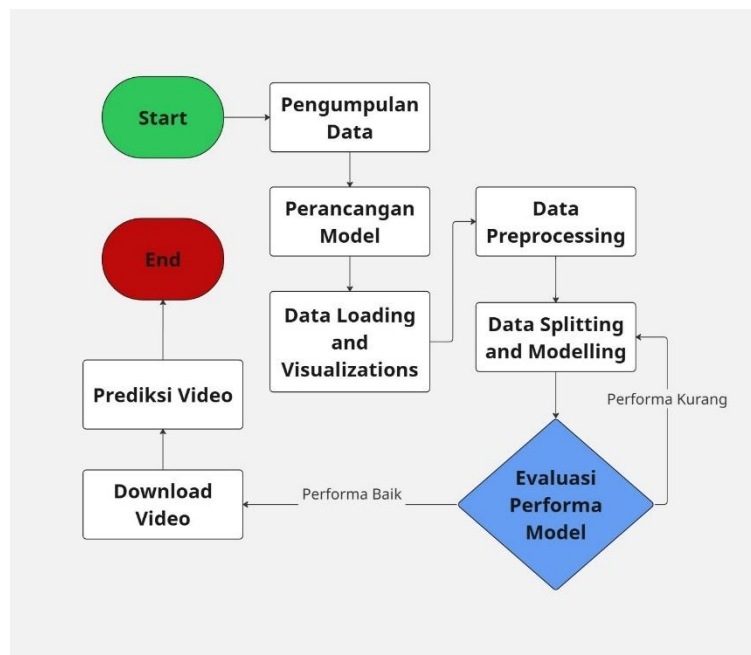 Start
Pengumpulan
Data
Perancangan
Model
Data Loading
and
Visualizations
Data
Preprocessing
Data Splitting
and Modelling
Performa Kurang
Evaluasi
Performa
Model
Performa Baik
Download
Video
Prediksi Video
End